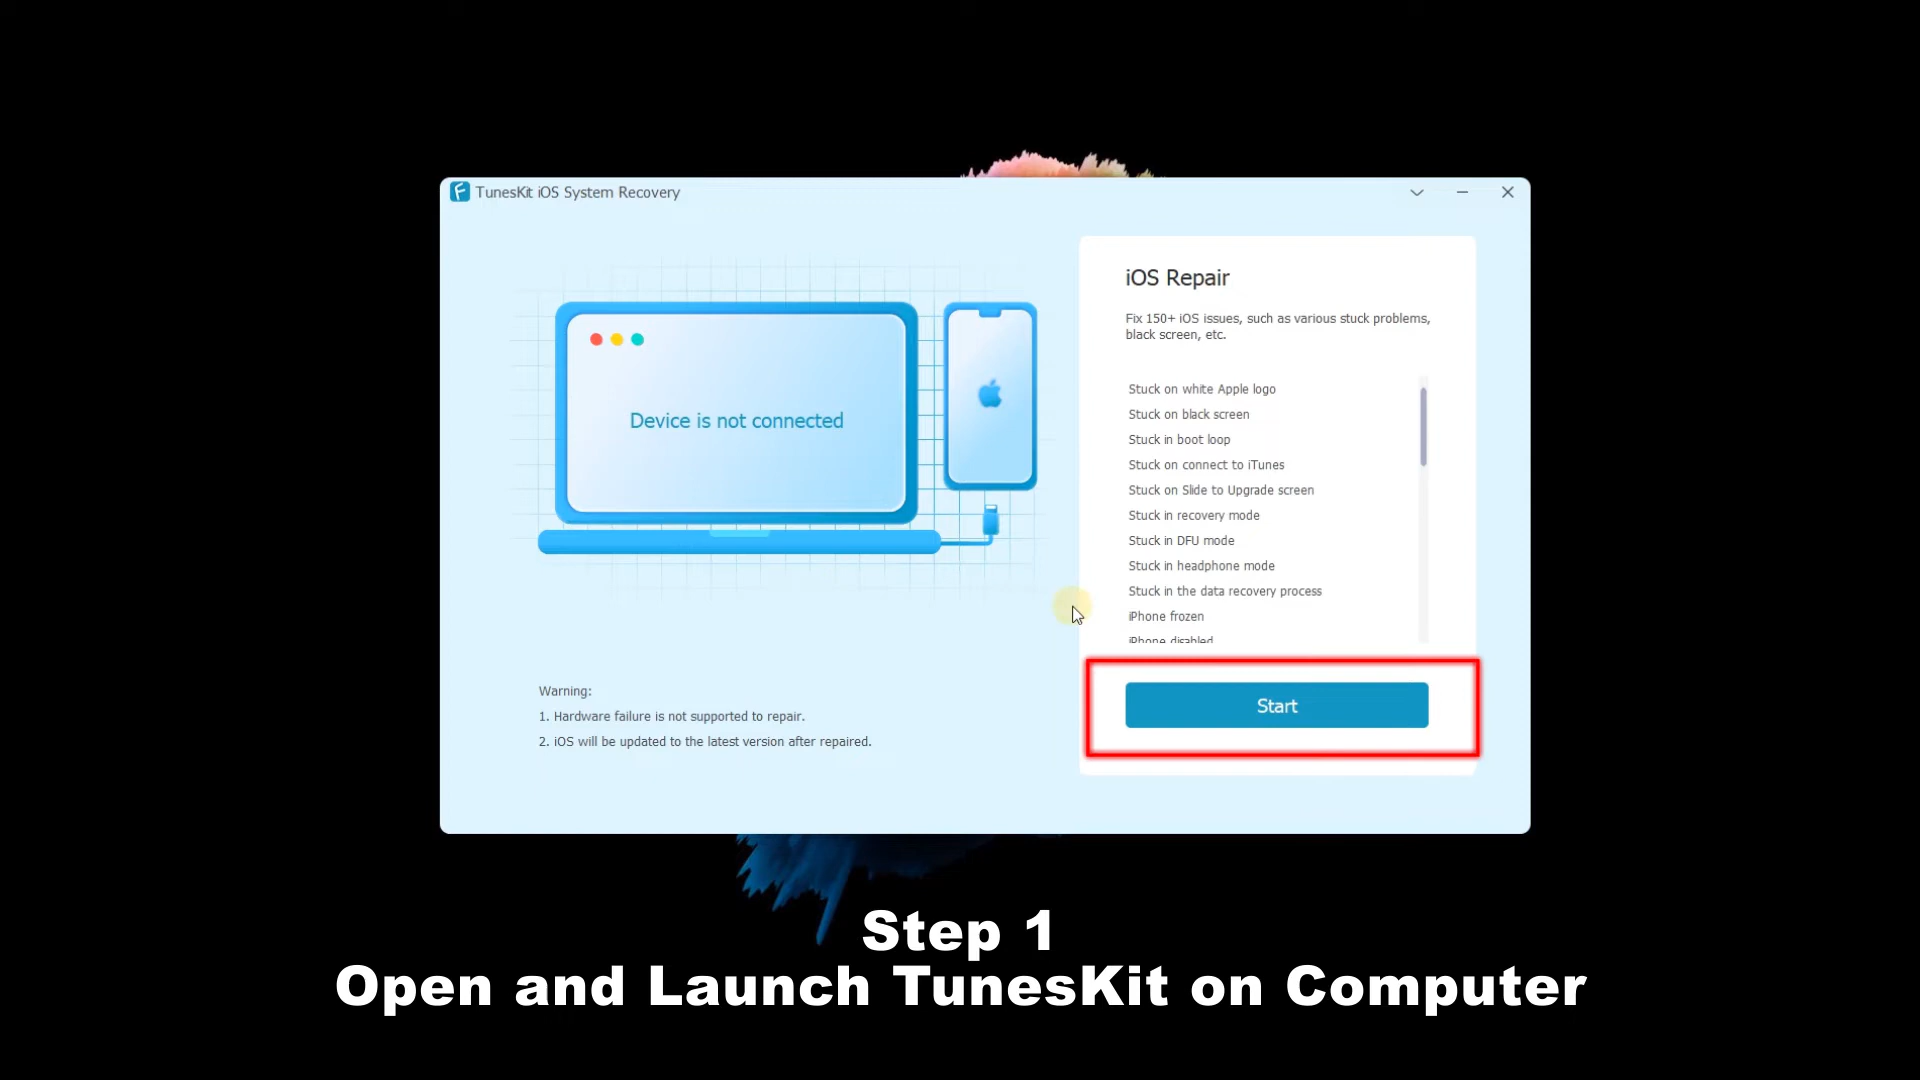 TunesKit iOS System Recovery
Device is not connected
Warning:
1. Hardware failure is not supported to repair.
2. iOS will be updated to the latest version after repaired.
iOS Repair
Fix 150+ iOS issues, such as various stuck problems,
black screen, etc.
Stuck on white Apple logo
Stuck on black screen
Stuck in boot loop
Stuck on connect to iTunes
Stuck on Slide to Upgrade screen
Stuck in recovery mode
Stuck in DFU mode
Stuck in headphone mode
Stuck in the data recovery process
iPhone frozen
iPhone disabled
Start
Step 1
Open and Launch TunesKit on Computer